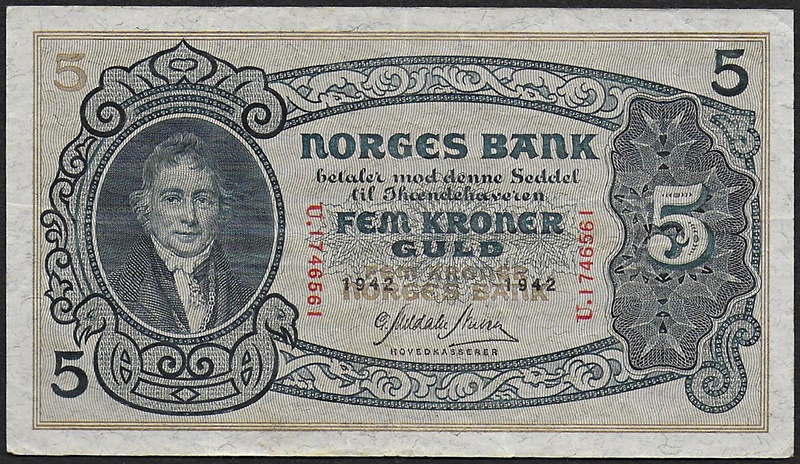 5
5
NORGES BANK
betaler mod denne Seddel
til Ihændehaveren
FEM KRONER
GULD
FEM KRONER
1942 1942
NORGES BANK
HOVEDKASSERER
U.1746561
U.1746561
5
5